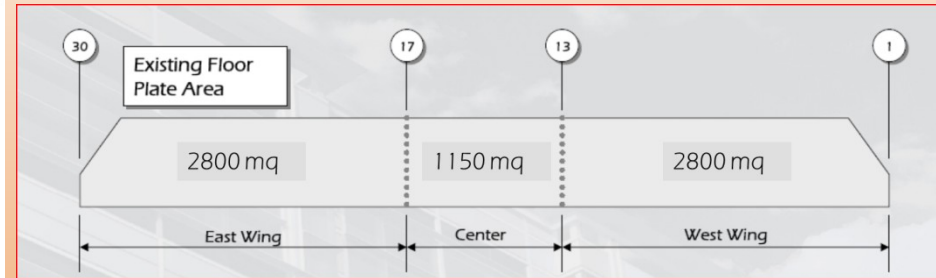 30 17 13 1
Existing Floor
Plate Area
2800 mq 1150 mq 2800 mq
East Wing Center West Wing